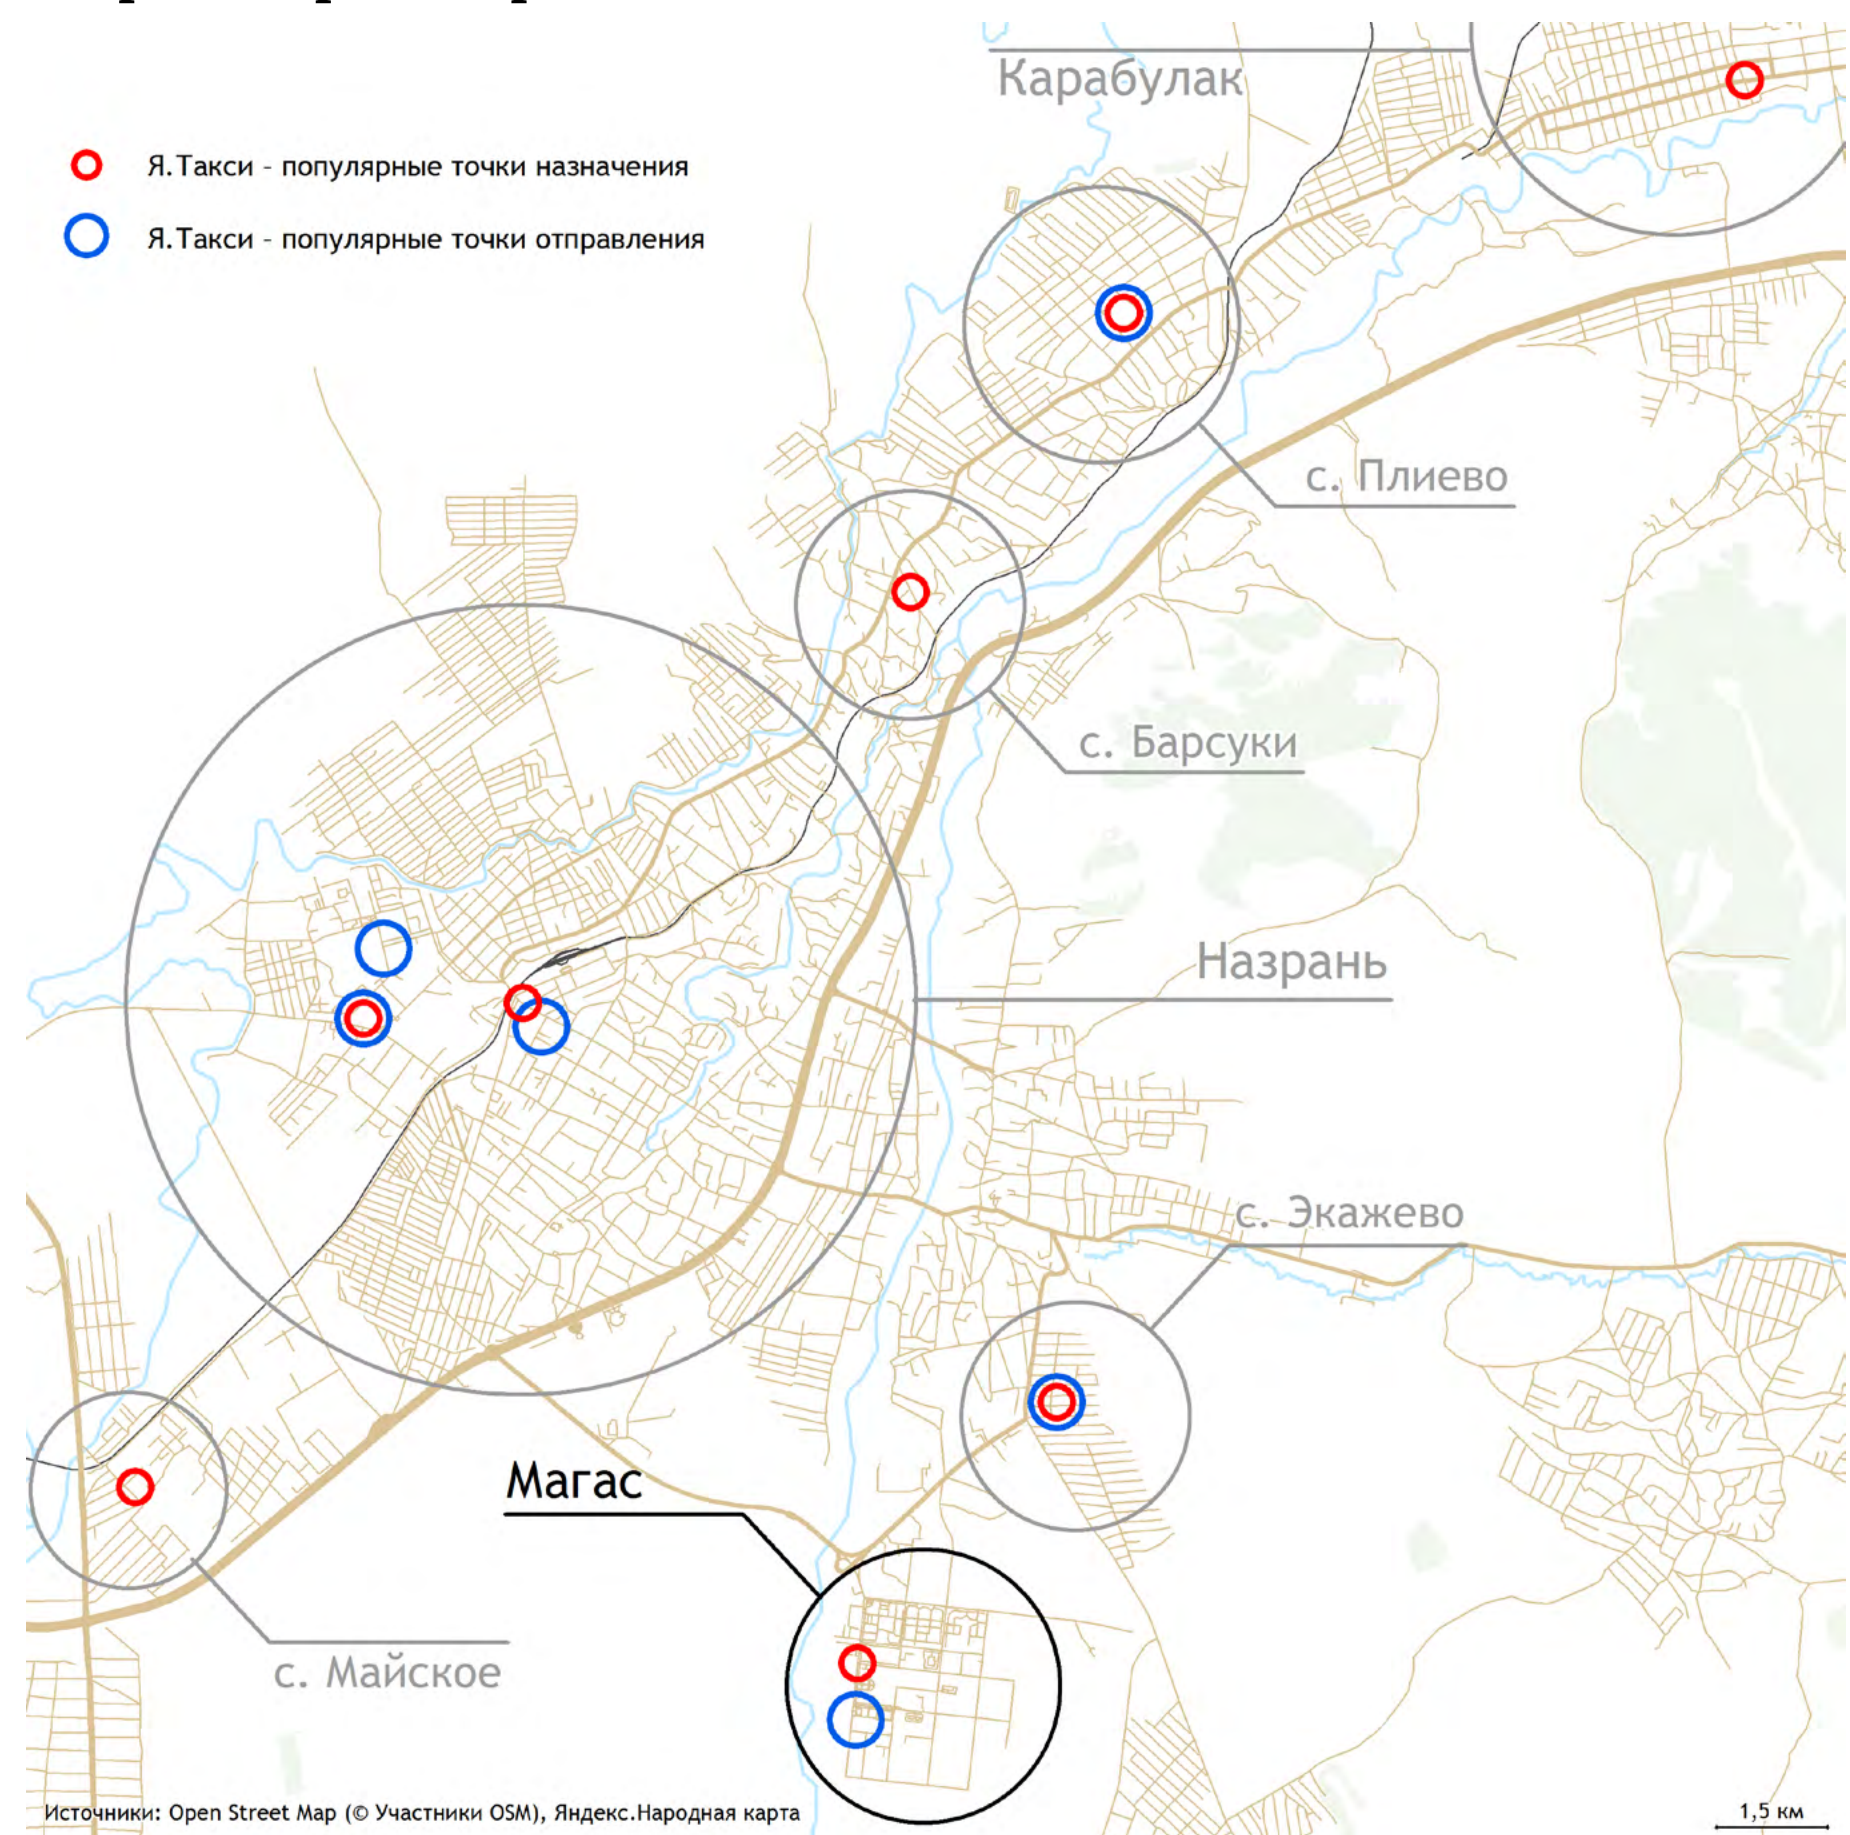 Карабулак
Я.Такси - популярные точки назначения
Я.Такси - популярные точки отправления
с. Плиево
с. Барсуки
Назрань
с. Экажево
Магас
с. Майское
Источники: Open Street Map (© Участники OSM), Яндекс.Народная карта
1,5 км